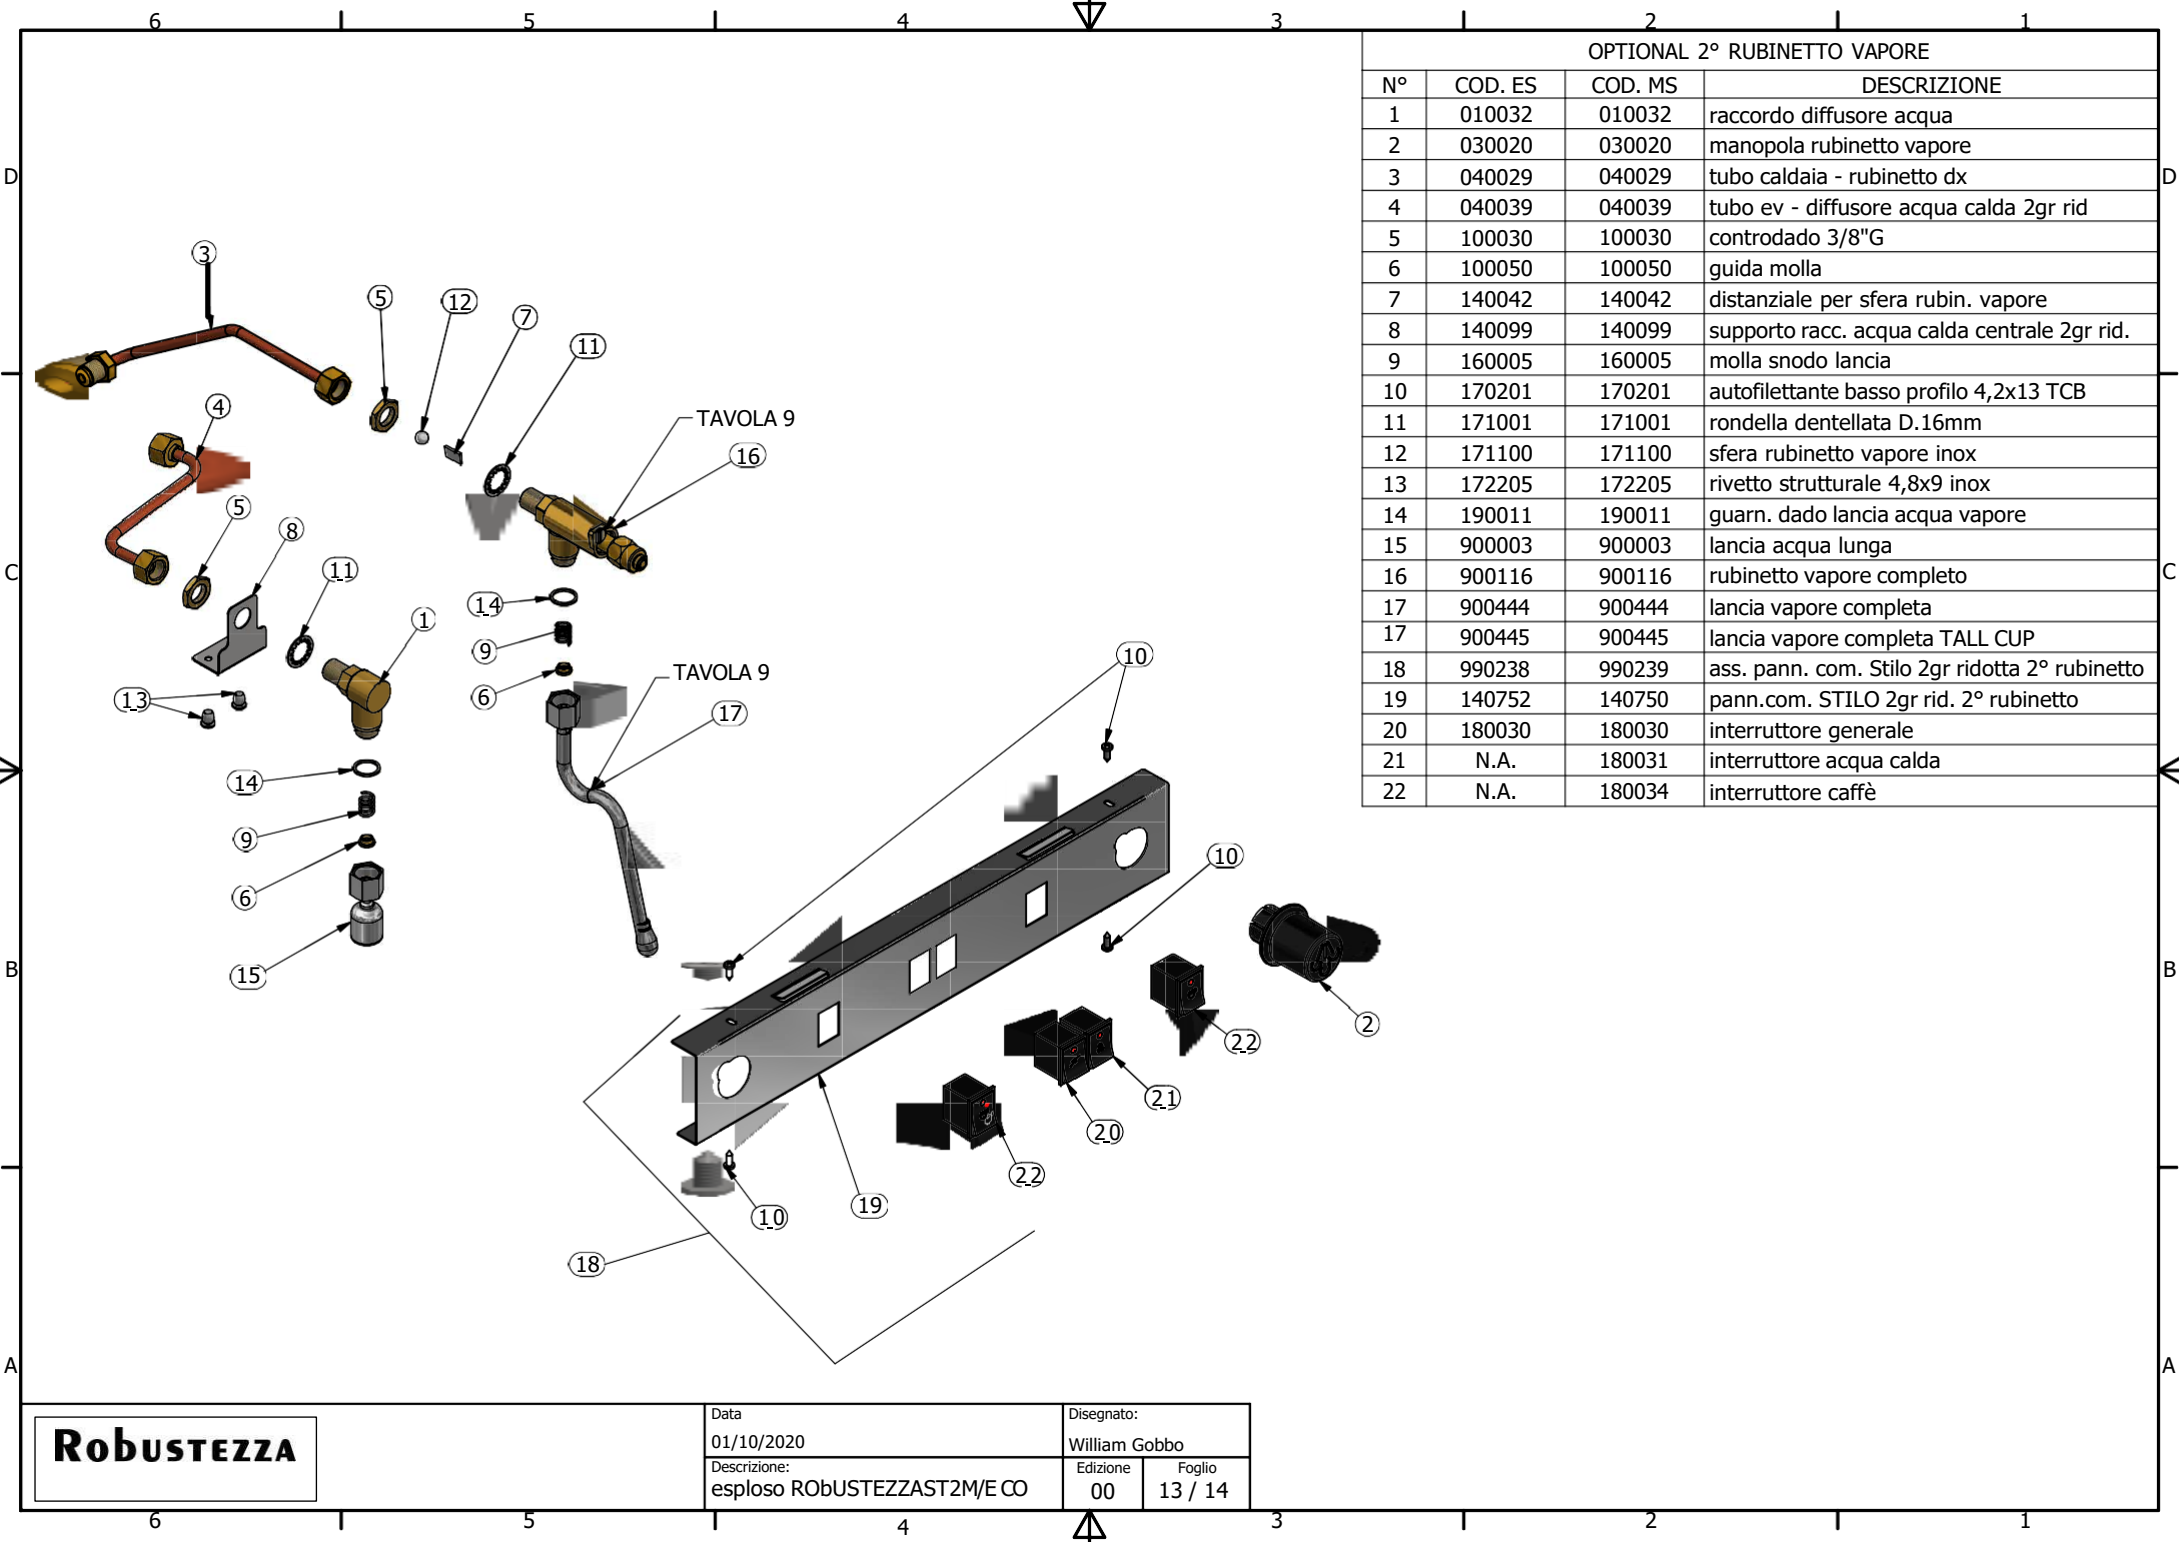 6 5 4 3 2 1
OPTIONAL 2° RUBINETTO VAPORE
N° COD. ES COD. MS DESCRIZIONE
1 010032 010032 raccordo diffusore acqua
2 030020 030020 manopola rubinetto vapore
3 040029 040029 tubo caldaia - rubinetto dx
4 040039 040039 tubo ev - diffusore acqua calda 2gr rid
5 100030 100030 controdado 3/8"G
6 100050 100050 guida molla
7 140042 140042 distanziale per sfera rubin. vapore
8 140099 140099 supporto racc. acqua calda centrale 2gr rid.
9 160005 160005 molla snodo lancia
10 170201 170201 autofilettante basso profilo 4,2x13 TCB
11 171001 171001 rondella dentellata D.16mm
12 171100 171100 sfera rubinetto vapore inox
13 172205 172205 rivetto strutturale 4,8x9 inox
14 190011 190011 guarn. dado lancia acqua vapore
15 900003 900003 lancia acqua lunga
16 900116 900116 rubinetto vapore completo
17 900444 900444 lancia vapore completa
17 900445 900445 lancia vapore completa TALL CUP
18 990238 990239 ass. pann. com. Stilo 2gr ridotta 2° rubinetto
19 140752 140750 pann.com. STILO 2gr rid. 2° rubinetto
20 180030 180030 interruttore generale
21 N.A. 180031 interruttore acqua calda
22 N.A. 180034 interruttore caffè
D D
3
5
12
7
11
4
TAVOLA 9
16
5
8
11
C C
14
1
9
TAVOLA 9
10
6
13
17
14
9
10
6
15
B B
2
22
21
20
22
19
10
18
A A
RobUSTEZZA
Data
01/10/2020
Disegnato:
William Gobbo
Descrizione:
esploso RObUSTEZZAST2M/E CO
Edizione
00
Foglio
13 / 14
6 5 4 3 2 1